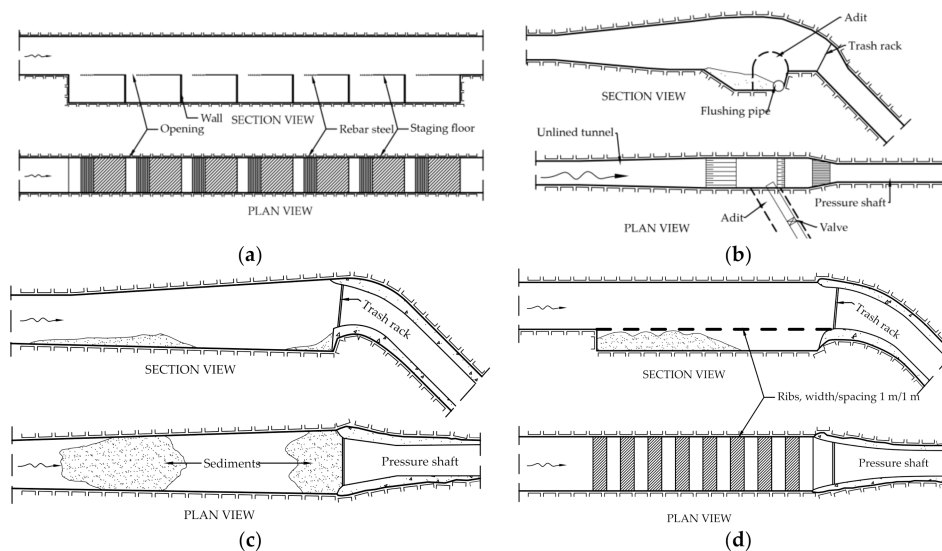 Wall
SECTION VIEW
Opening
Rebar steel
Staging floor
PLAN VIEW
(a)
Adit
Trash rack
SECTION VIEW
Flushing pipe
Unlined tunnel
Pressure shaft
Adit
Valve
PLAN VIEW
(b)
Trash rack
SECTION VIEW
Sediments
Pressure shaft
PLAN VIEW
(c)
Trash rack
SECTION VIEW
Ribs, width/spacing 1 m/1 m
Pressure shaft
PLAN VIEW
(d)